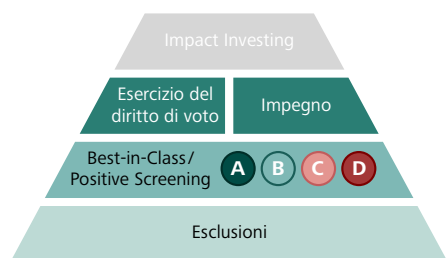 Impact Investing
Esercizio del
diritto di voto
Impegno
Best-in-Class/
Positive Screening
A B C D
Esclusioni